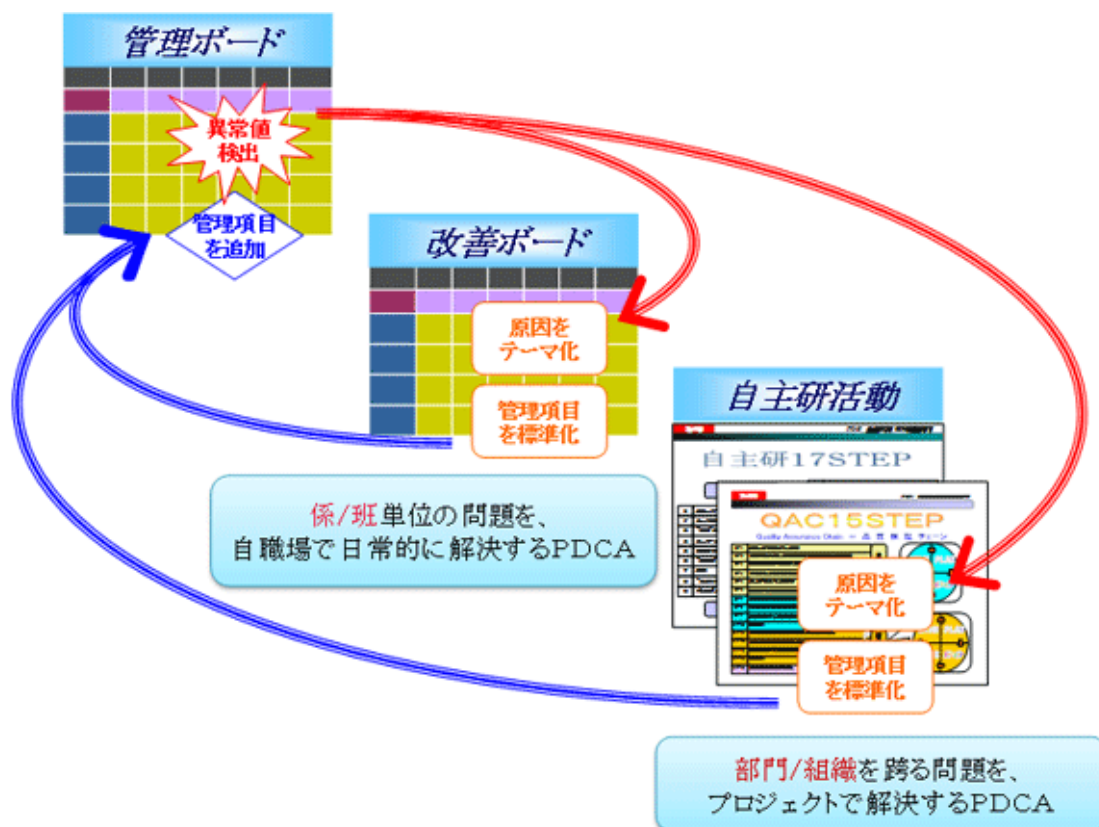 管理ボード
異常値
検出
管理項目
を追加
改善ボード
原因を
テーマ化
管理項目
を標準化
係/班単位の問題を、
自職場で日常的に解決するPDCA
自主研活動
自主研17STEP
QAC15STEP
Quality Assurance Chain
原因を
テーマ化
管理項目
を標準化
部門/組織を跨る問題を、
プロジェクトで解決するPDCA